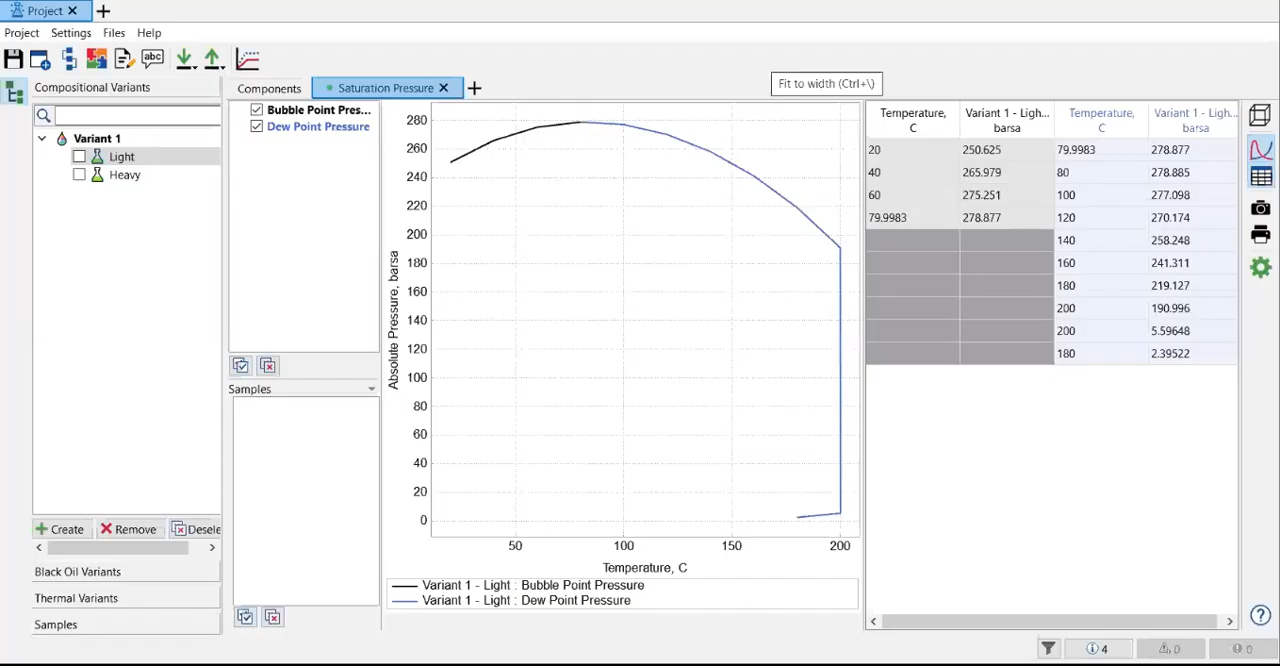 Project
Project Settings Files Help
abc
Compositional Variants
Components
Saturation Pressure
Fit to width (Ctrl+\)
Variant 1
Light
Heavy
Create
Remove
Desele
Black Oil Variants
Thermal Variants
Samples
Bubble Point Pres...
Dew Point Pressure
Samples
Absolute Pressure, barsa
280
260
240
220
200
180
160
140
120
100
80
60
40
20
0
50 100 150 200
Temperature, C
Variant 1 - Light : Bubble Point Pressure
Variant 1 - Light : Dew Point Pressure
Temperature, C Variant 1 - Ligh... barsa Temperature, C Variant 1 - Ligh... barsa
20 250.625 79.9983 278.877
40 265.979 80 278.885
60 275.251 100 277.098
79.9983 278.877 120 270.174
140 258.248
160 241.311
180 219.127
200 190.996
200 5.59648
180 2.39522
4 0 0